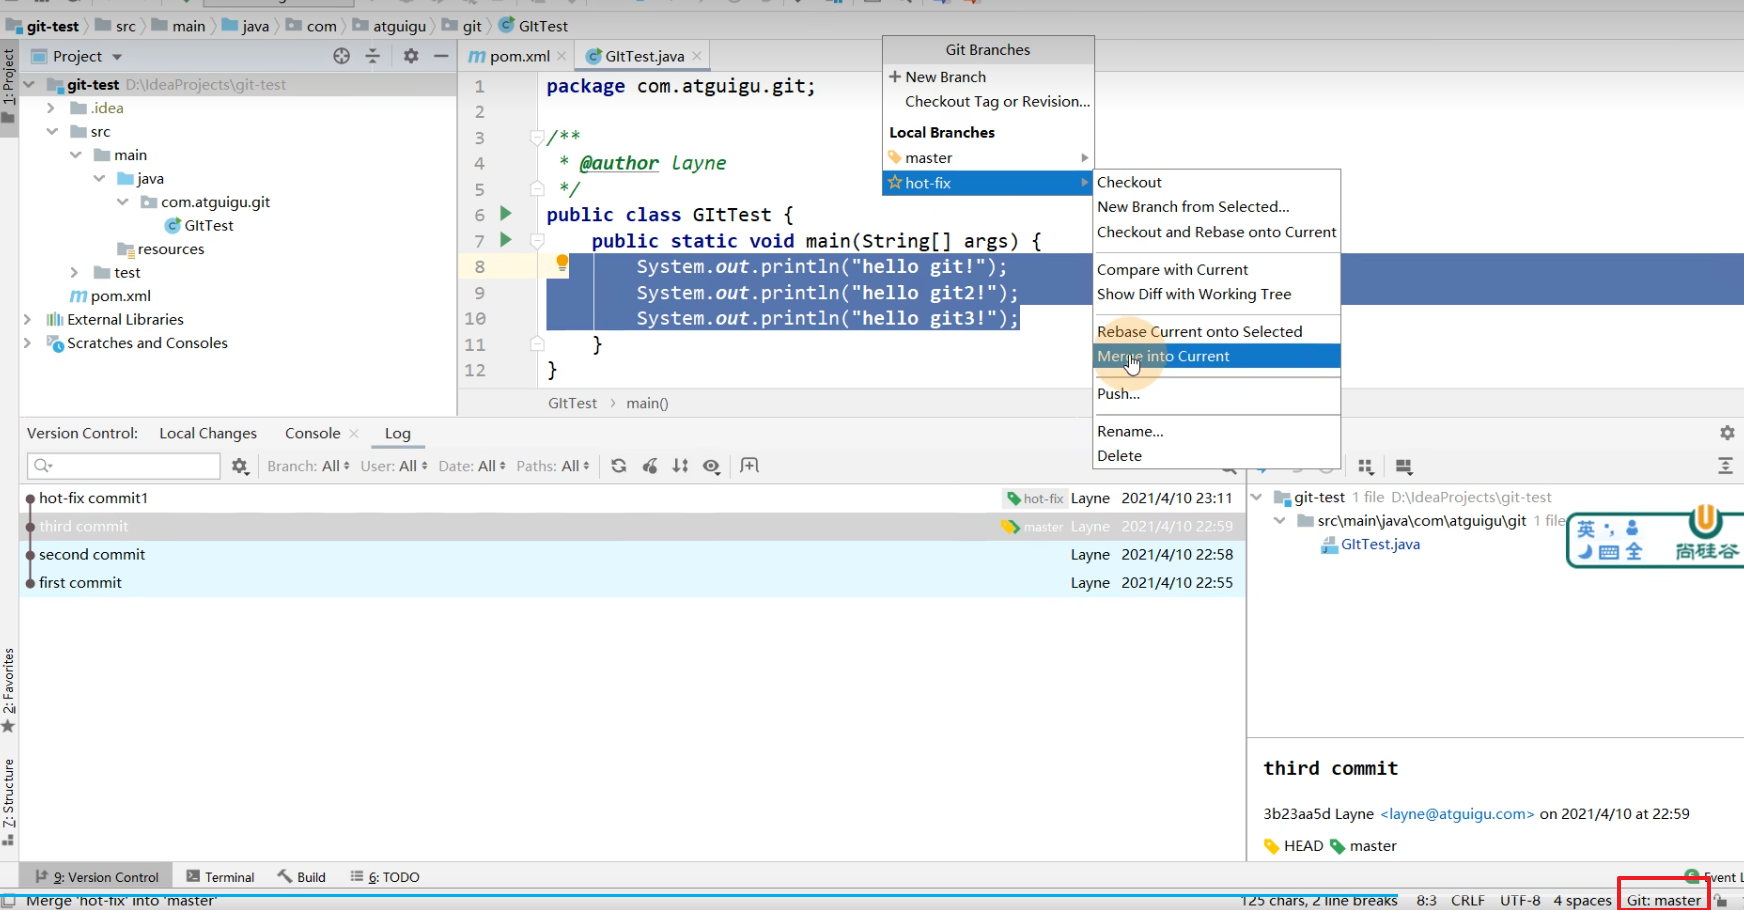 git-test src main java com atguigu git GItTest
1: Project
Project
git-test D:\IdeaProjects\git-test
.idea
src
main
java
com.atguigu.git
GItTest
resources
test
pom.xml
External Libraries
Scratches and Consoles
pom.xml GItTest.java
1 package com.atguigu.git;
2
3 /**
4 * @author layne
5 */
6 public class GItTest {
7 public static void main(String[] args) {
8 System.out.println("hello git!");
9 System.out.println("hello git2!");
10 System.out.println("hello git3!");
11 }
12 }
GItTest main()
Git Branches
New Branch
Checkout Tag or Revision...
Local Branches
master
hot-fix
Checkout
New Branch from Selected...
Checkout and Rebase onto Current
Compare with Current
Show Diff with Working Tree
Rebase Current onto Selected
Merge into Current
Push...
Rename...
Delete
Version Control: Local Changes Console Log
Branch: All User: All Date: All Paths: All
hot-fix commit1 hot-fix Layne 2021/4/10 23:11
third commit master Layne 2021/4/10 22:59
second commit Layne 2021/4/10 22:58
first commit Layne 2021/4/10 22:55
git-test 1 file D:\IdeaProjects\git-test
src\main\java\com\atguigu\git 1 file
GItTest.java
英 全
尚硅谷
third commit
3b23aa5d Layne <layne@atguigu.com> on 2021/4/10 at 22:59
HEAD master
2: Favorites
Z: Structure
9: Version Control Terminal Build 6: TODO Event L
Merge 'hot-fix' into 'master' 125 chars, 2 line breaks 8:3 CRLF UTF-8 4 spaces Git: master